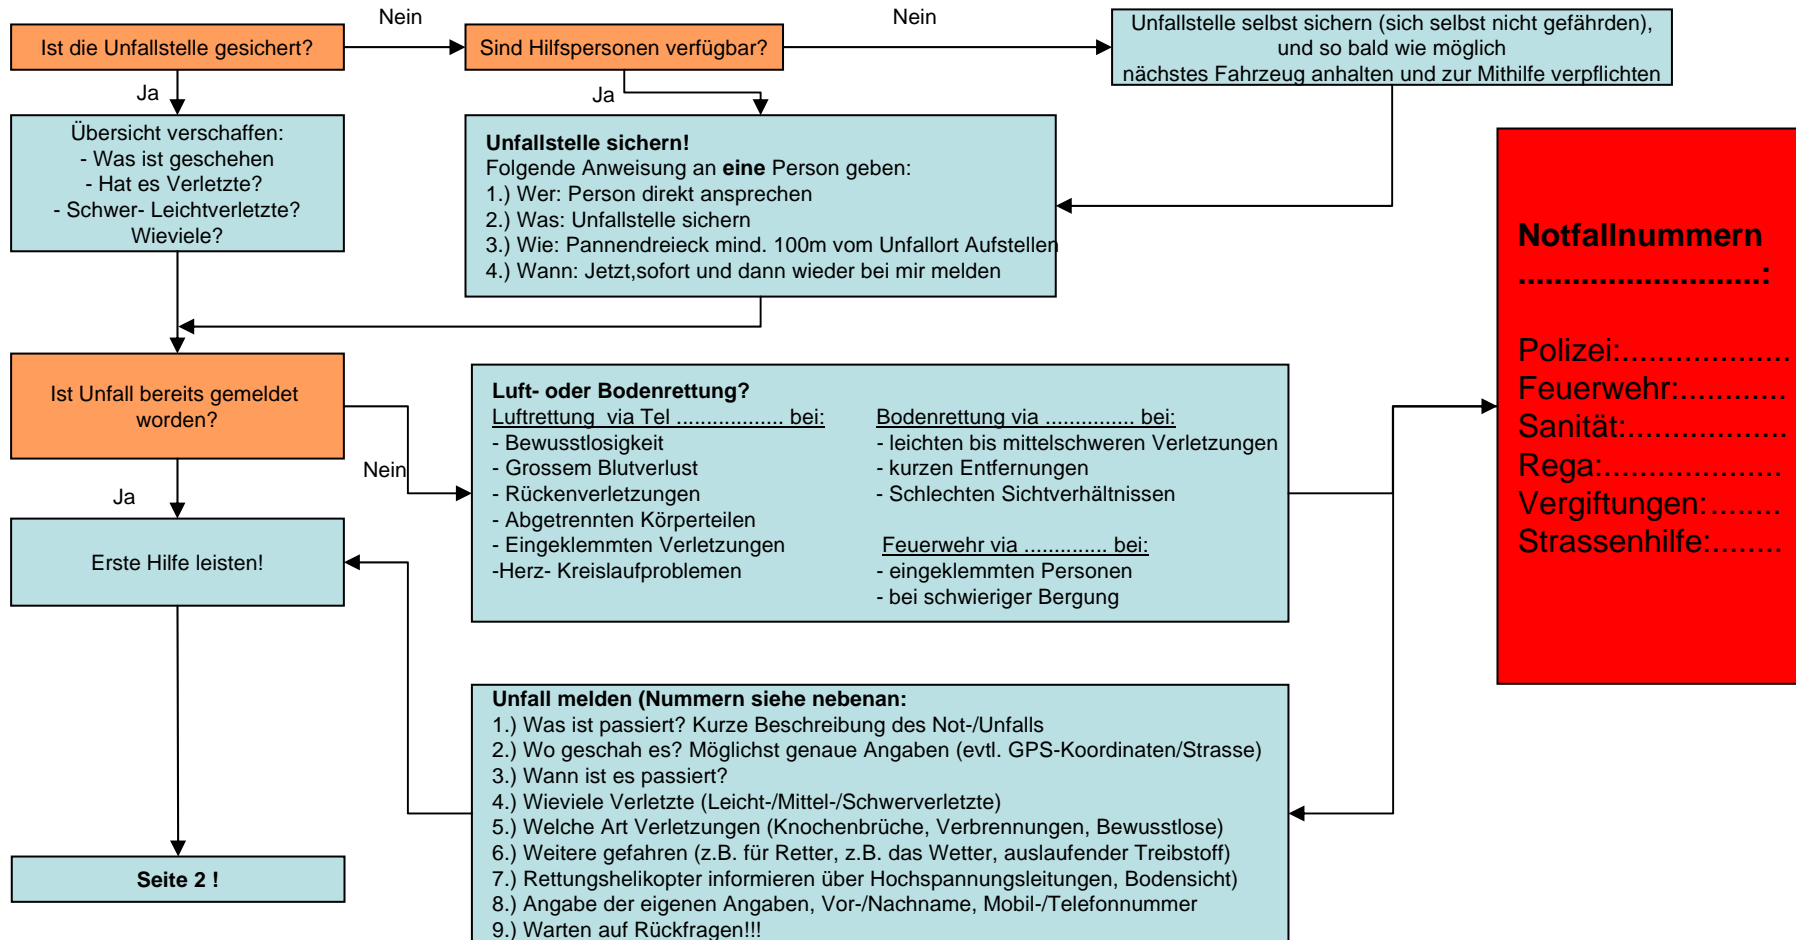 Nein
Nein
Ist die Unfallstelle gesichert?
Sind Hilfspersonen verfügbar?
Unfallstelle selbst sichern (sich selbst nicht gefährden),
und so bald wie möglich
nächstes Fahrzeug anhalten und zur Mithilfe verpflichten
Ja
Ja
Übersicht verschaffen:
- Was ist geschehen
- Hat es Verletzte?
- Schwer- Leichtverletzte?
Wieviele?
Unfallstelle sichern!
Folgende Anweisung an eine Person geben:
1.) Wer: Person direkt ansprechen
2.) Was: Unfallstelle sichern
3.) Wie: Pannendreieck mind. 100m vom Unfallort Aufstellen
4.) Wann: Jetzt,sofort und dann wieder bei mir melden
Ist Unfall bereits gemeldet
worden?
Nein
Ja
Luft- oder Bodenrettung?
Luftrettung  via Tel .................. bei:
- Bewusstlosigkeit
- Grossem Blutverlust
- Rückenverletzungen
- Abgetrennten Körperteilen
- Eingeklemmten Verletzungen
-Herz- Kreislaufproblemen
Bodenrettung via ............... bei:
- leichten bis mittelschweren Verletzungen
- kurzen Entfernungen
- Schlechten Sichtverhältnissen
Feuerwehr via .............. bei:
- eingeklemmten Personen
- bei schwieriger Bergung
Notfallnummern
...........................:
Polizei:...................
Feuerwehr:............
Sanität:..................
Rega:....................
Vergiftungen:........
Strassenhilfe:........
Erste Hilfe leisten!
Unfall melden (Nummern siehe nebenan:
1.) Was ist passiert? Kurze Beschreibung des Not-/Unfalls
2.) Wo geschah es? Möglichst genaue Angaben (evtl. GPS-Koordinaten/Strasse)
3.) Wann ist es passiert?
4.) Wieviele Verletzte (Leicht-/Mittel-/Schwerverletzte)
5.) Welche Art Verletzungen (Knochenbrüche, Verbrennungen, Bewusstlose)
6.) Weitere gefahren (z.B. für Retter, z.B. das Wetter, auslaufender Treibstoff)
7.) Rettungshelikopter informieren über Hochspannungsleitungen, Bodensicht)
8.) Angabe der eigenen Angaben, Vor-/Nachname, Mobil-/Telefonnummer
9.) Warten auf Rückfragen!!!
Seite 2 !